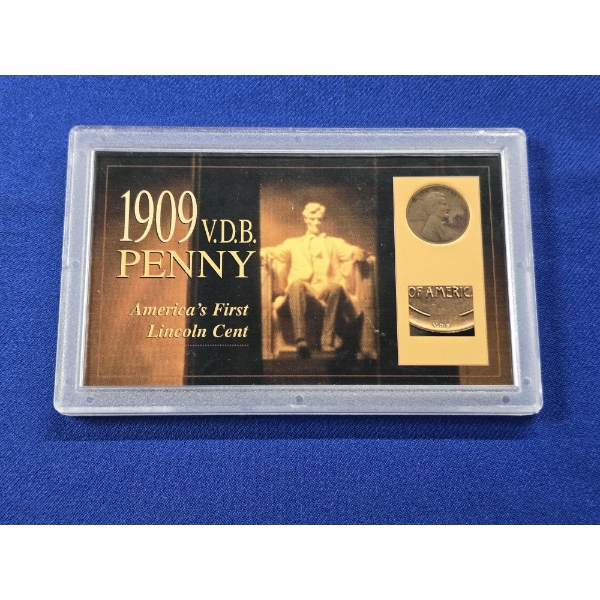 1909 V.D.B.
PENNY
America's First
Lincoln Cent
OF AMERIC
V.D.B.